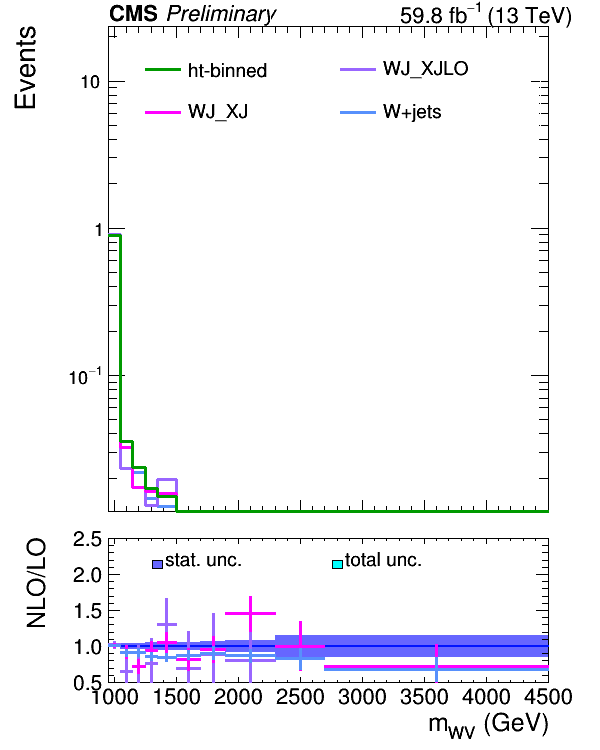 CMS Preliminary 59.8 fb⁻¹ (13 TeV)
Events
ht-binned
WJ_XJLO
WJ_XJ
W+jets
10
1
10⁻¹
NLO/LO
stat. unc.
total unc.
2.5
2.0
1.5
1.0
0.5
1000 1500 2000 2500 3000 3500 4000 4500
m_WV (GeV)